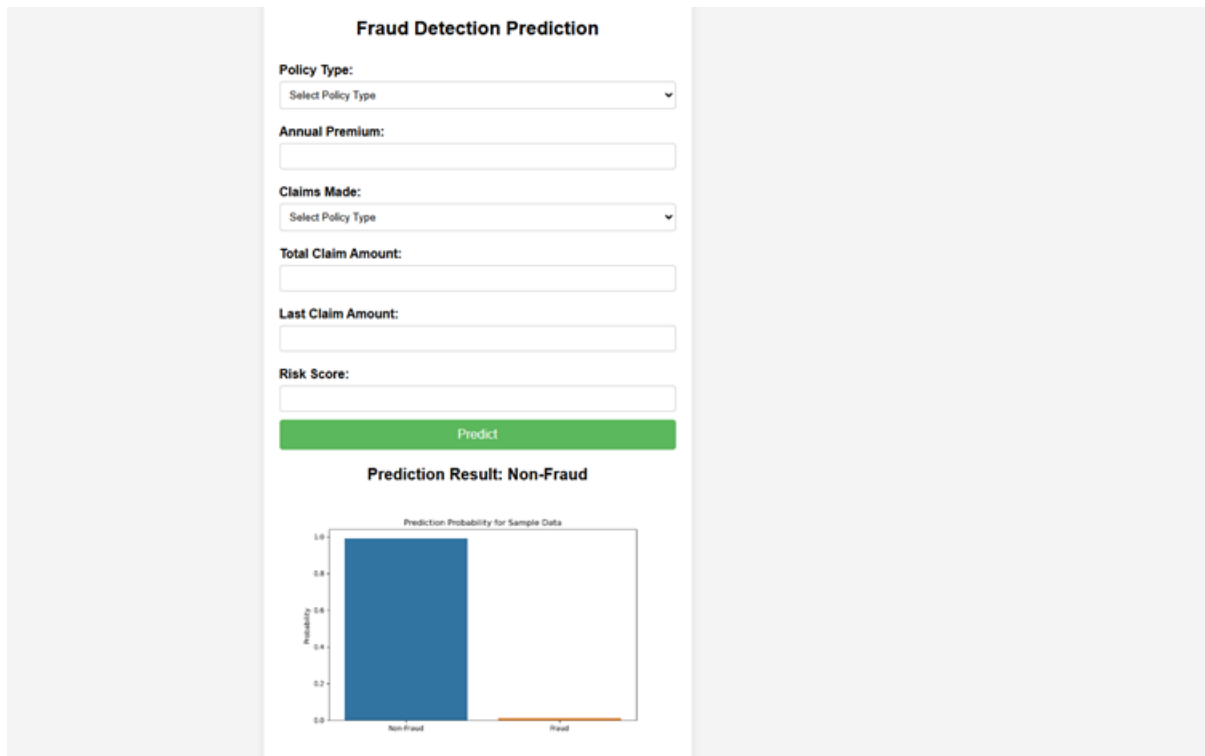 Fraud Detection Prediction
Policy Type:
Select Policy Type
Annual Premium:
Claims Made:
Select Policy Type
Total Claim Amount:
Last Claim Amount:
Risk Score:
Predict
Prediction Result: Non-Fraud
Prediction Probability for Sample Data
1.0
0.8
0.6
0.4
0.2
0.0
Probability
Non-Fraud
Fraud